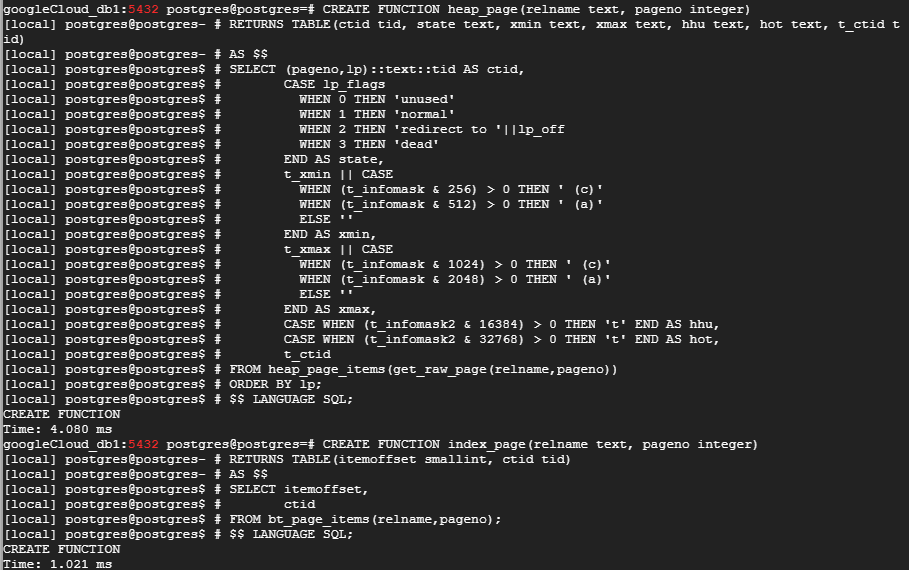 googleCloud_db1:5432 postgres@postgres=# CREATE FUNCTION heap_page(relname text, pageno integer)
[local] postgres@postgres- # RETURNS TABLE(ctid tid, state text, xmin text, xmax text, hhu text, hot text, t_ctid t
id)
[local] postgres@postgres- # AS $$
[local] postgres@postgres$ # SELECT (pageno,lp)::text::tid AS ctid,
[local] postgres@postgres$ #        CASE lp_flags
[local] postgres@postgres$ #          WHEN 0 THEN 'unused'
[local] postgres@postgres$ #          WHEN 1 THEN 'normal'
[local] postgres@postgres$ #          WHEN 2 THEN 'redirect to '||lp_off
[local] postgres@postgres$ #          WHEN 3 THEN 'dead'
[local] postgres@postgres$ #        END AS state,
[local] postgres@postgres$ #        t_xmin || CASE
[local] postgres@postgres$ #          WHEN (t_infomask & 256) > 0 THEN ' (c)'
[local] postgres@postgres$ #          WHEN (t_infomask & 512) > 0 THEN ' (a)'
[local] postgres@postgres$ #          ELSE ''
[local] postgres@postgres$ #        END AS xmin,
[local] postgres@postgres$ #        t_xmax || CASE
[local] postgres@postgres$ #          WHEN (t_infomask & 1024) > 0 THEN ' (c)'
[local] postgres@postgres$ #          WHEN (t_infomask & 2048) > 0 THEN ' (a)'
[local] postgres@postgres$ #          ELSE ''
[local] postgres@postgres$ #        END AS xmax,
[local] postgres@postgres$ #        CASE WHEN (t_infomask2 & 16384) > 0 THEN 't' END AS hhu,
[local] postgres@postgres$ #        CASE WHEN (t_infomask2 & 32768) > 0 THEN 't' END AS hot,
[local] postgres@postgres$ #        t_ctid
[local] postgres@postgres$ # FROM heap_page_items(get_raw_page(relname,pageno))
[local] postgres@postgres$ # ORDER BY lp;
[local] postgres@postgres$ # $$ LANGUAGE SQL;
CREATE FUNCTION
Time: 4.080 ms
googleCloud_db1:5432 postgres@postgres=# CREATE FUNCTION index_page(relname text, pageno integer)
[local] postgres@postgres- # RETURNS TABLE(itemoffset smallint, ctid tid)
[local] postgres@postgres- # AS $$
[local] postgres@postgres$ # SELECT itemoffset,
[local] postgres@postgres$ #        ctid
[local] postgres@postgres$ # FROM bt_page_items(relname,pageno);
[local] postgres@postgres$ # $$ LANGUAGE SQL;
CREATE FUNCTION
Time: 1.021 ms